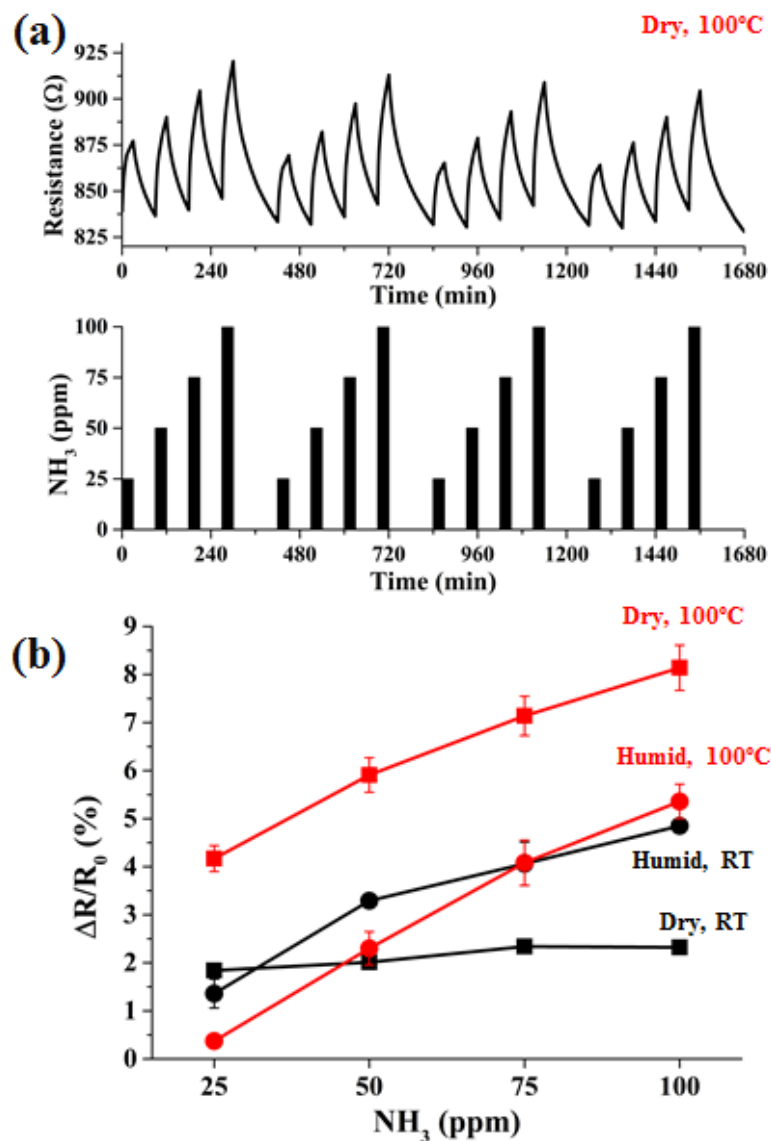 (a)
Dry, 100°C
925
900
875
850
825
Resistance (Ω)
0 240 480 720 960 1200 1440 1680
Time (min)
100
75
50
25
0
NH₃ (ppm)
0 240 480 720 960 1200 1440 1680
Time (min)
(b)
9
8
7
6
5
4
3
2
1
0
ΔR/R₀ (%)
Dry, 100°C
Humid, 100°C
Humid, RT
Dry, RT
25 50 75 100
NH₃ (ppm)